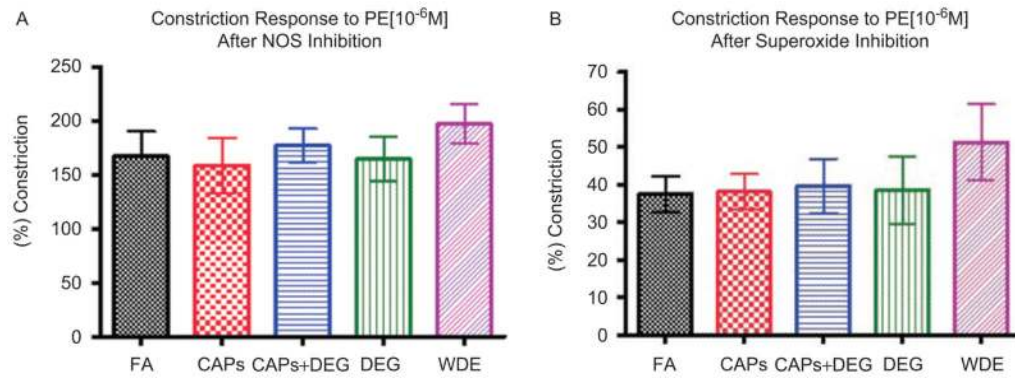 A
Constriction Response to PE[10⁻⁶M]
After NOS Inhibition
(%) Constriction
250
200
150
100
50
0
FA CAPs CAPs+DEG DEG WDE
B
Constriction Response to PE[10⁻⁶M]
After Superoxide Inhibition
(%) Constriction
70
60
50
40
30
20
10
0
FA CAPs CAPs+DEG DEG WDE